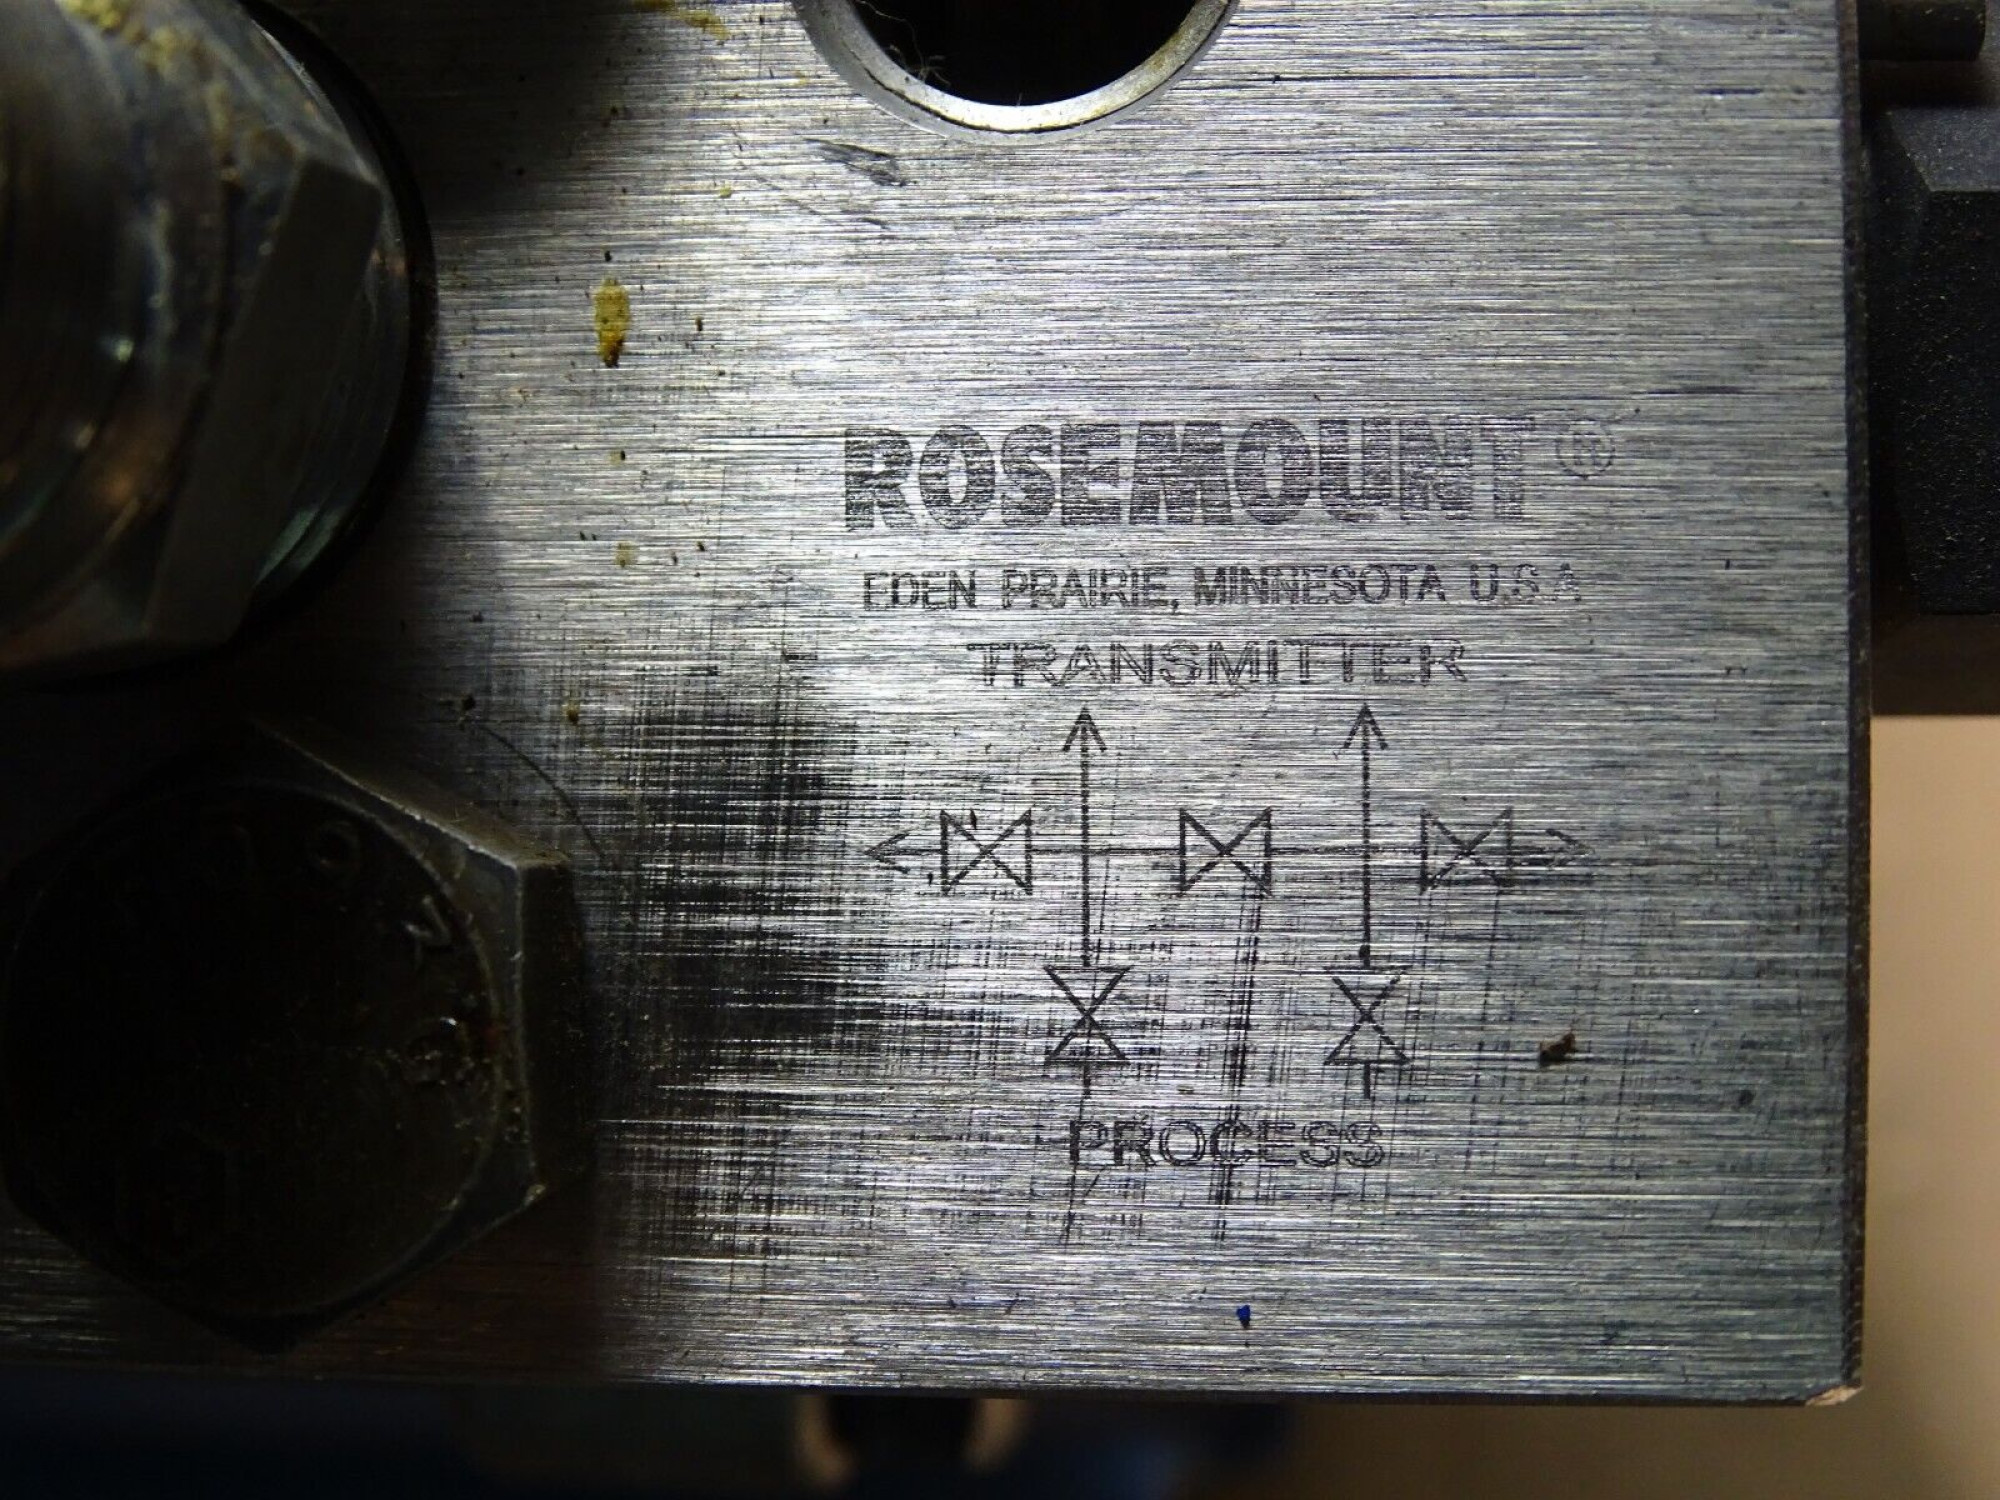 ROSEMOUNT®
EDEN PRAIRIE, MINNESOTA U.S.A
TRANSMITTER
PROCESS